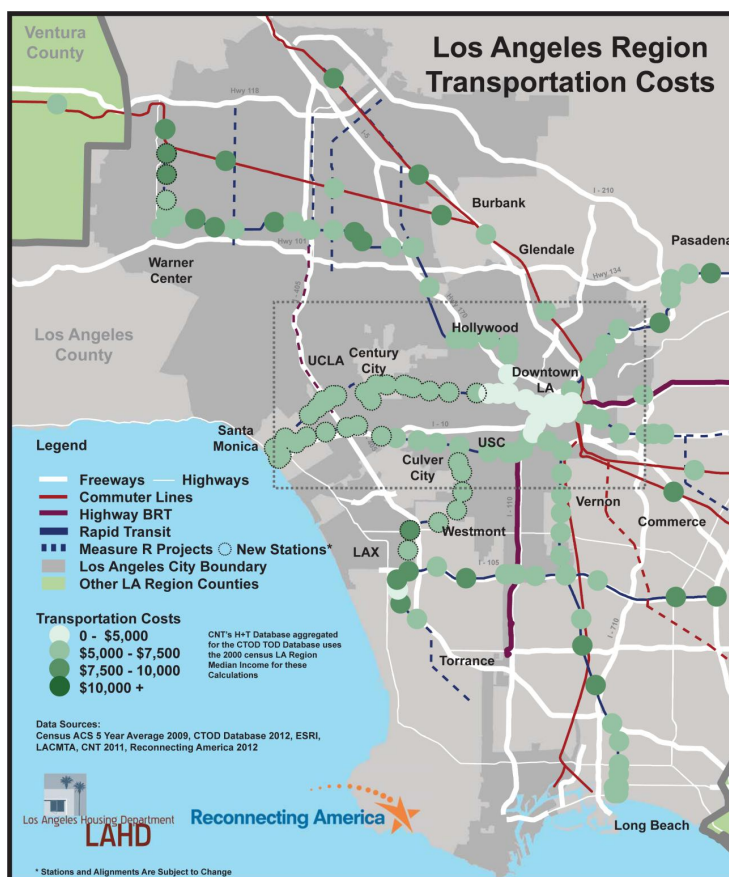 Ventura
County
Los Angeles Region
Transportation Costs
Hwy 118
I-5
I - 210
Burbank
Glendale
Pasadena
Hwy 101
Hwy 134
Warner
Center
I - 405
Hwy 170
Los Angeles
County
Hollywood
Century
City
UCLA
Downtown
LA
Santa
Monica
I - 10
USC
Culver
City
I - 110
Vernon
Westmont
Commerce
LAX
I - 105
I - 710
Torrance
Long Beach
Legend
Freeways
Highways
Commuter Lines
Highway BRT
Rapid Transit
Measure R Projects
New Stations*
Los Angeles City Boundary
Other LA Region Counties
Transportation Costs
0 - $5,000
$5,000 - $7,500
$7,500 - 10,000
$10,000 +
CNT's H+T Database aggregated
for the CTOD TOD Database uses
the 2000 census LA Region
Median Income for these
Calculations
Data Sources:
Census ACS 5 Year Average 2009, CTOD Database 2012, ESRI,
LACMTA, CNT 2011, Reconnecting America 2012
Los Angeles Housing Department
LAHD
Reconnecting America
* Stations and Alignments Are Subject to Change